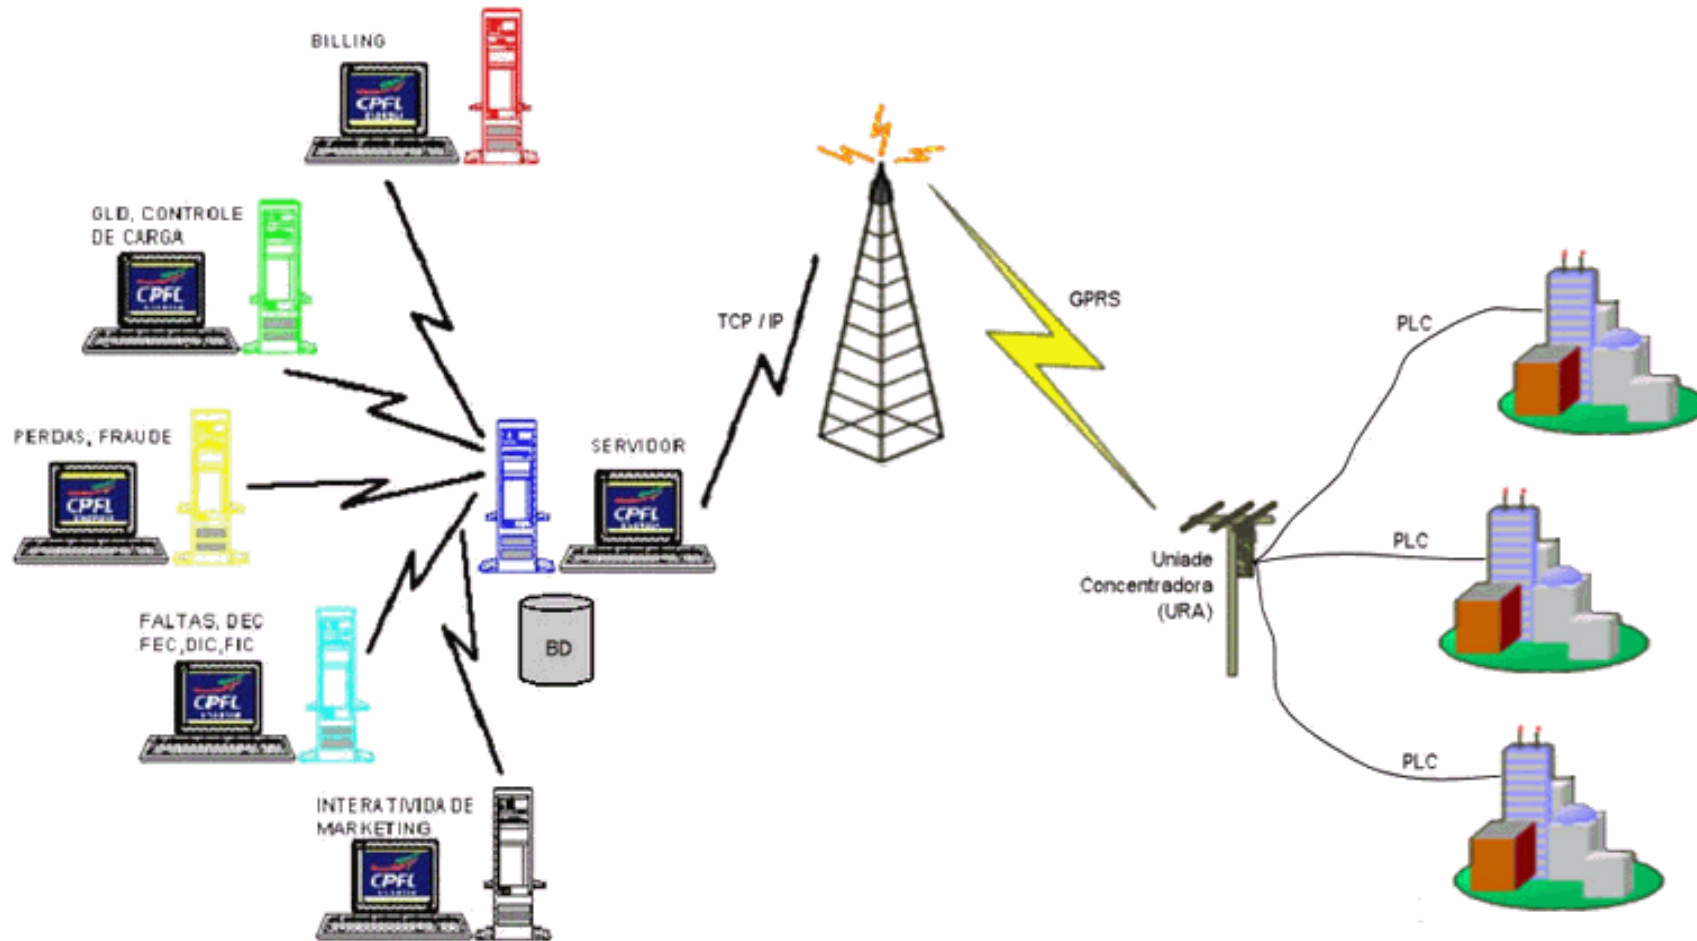 BILLING
CPFL
GLD, CONTROLE
DE CARGA
CPFL
TCP / IP
GPRS
PLC
PERDAS, FRAUDE
CPFL
SERVIDOR
CPFL
PLC
Uniade
Concentradora
(URA)
FALTAS, DEC
FEC,DIC,FIC
CPFL
BD
PLC
INTERATIVIDADE
MARKETING
CPFL